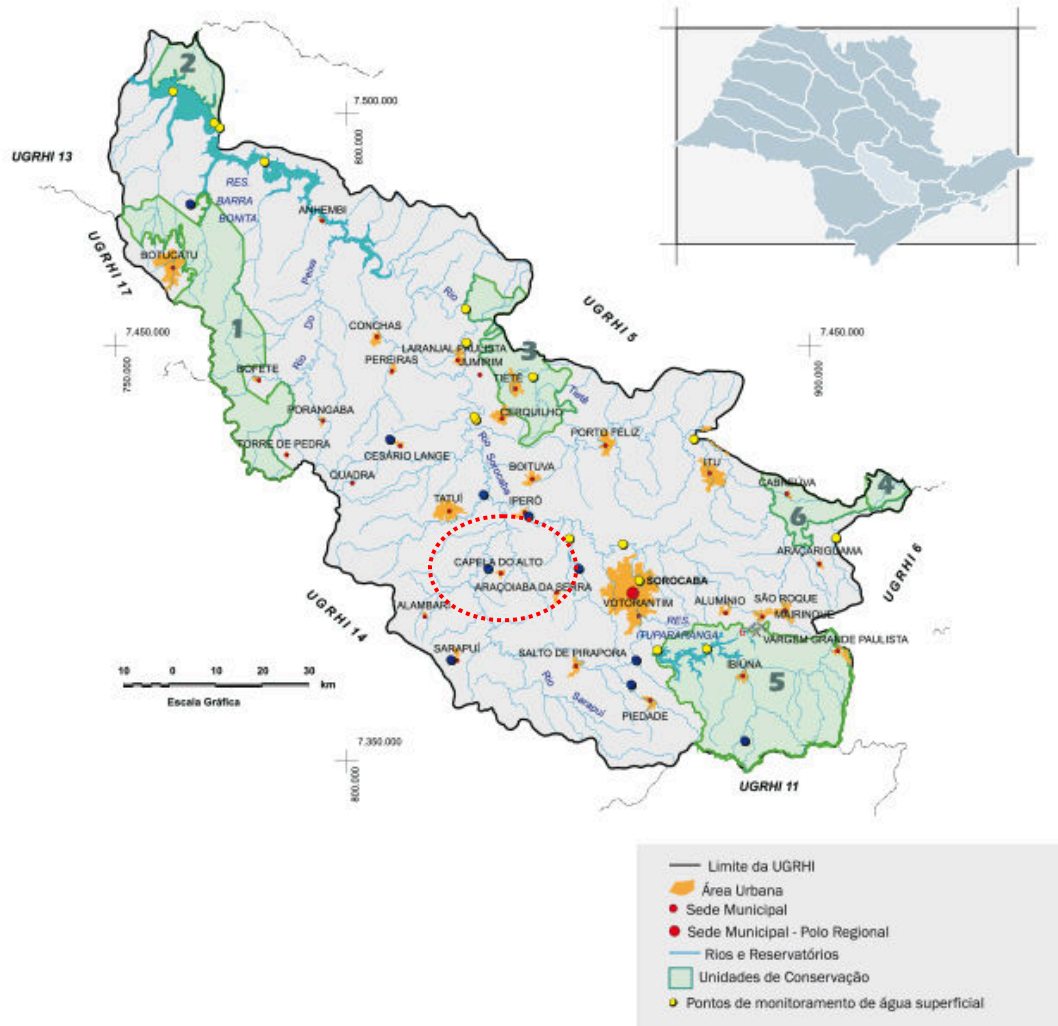 2
7.500.000
600.000
UGRHI 13
RES.
BARRA
BONITA
ANHEMBI
UGRHI 17
BOTUCATU
Rio Do Peixe
Rio
UGRHI 5
7.450.000
750.000
1
CONCHAS
LARANJAL PAULISTA
3
PEREIRAS
JUMIRIM
7.450.000
900.000
BOFETE
TIETÊ
Tietê
PORANGABA
CERQUILHO
TORRE DE PEDRA
CESÁRIO LANGE
Rio Sorocaba
PORTO FELIZ
QUADRA
BOITUVA
ITU
CABREÚVA
4
TATUÍ
IPERÓ
6
ARAÇARIGUAMA
UGRHI 6
CAPELA DO ALTO
ARAÇOIABA DA SERRA
SOROCABA
UGRHI 14
ALAMBARI
VOTORANTIM
ALUMÍNIO
SÃO ROQUE
MAIRINQUE
RES.
ITUPARARANGA
VARGEM GRANDE PAULISTA
SARAPUÍ
SALTO DE PIRAPORA
IBIÚNA
5
Rio Sarapuí
PIEDADE
10 0 10 20 30 km
Escala Gráfica
7.350.000
800.000
UGRHI 11
Limite da UGRHI
Área Urbana
Sede Municipal
Sede Municipal - Polo Regional
Rios e Reservatórios
Unidades de Conservação
Pontos de monitoramento de água superficial